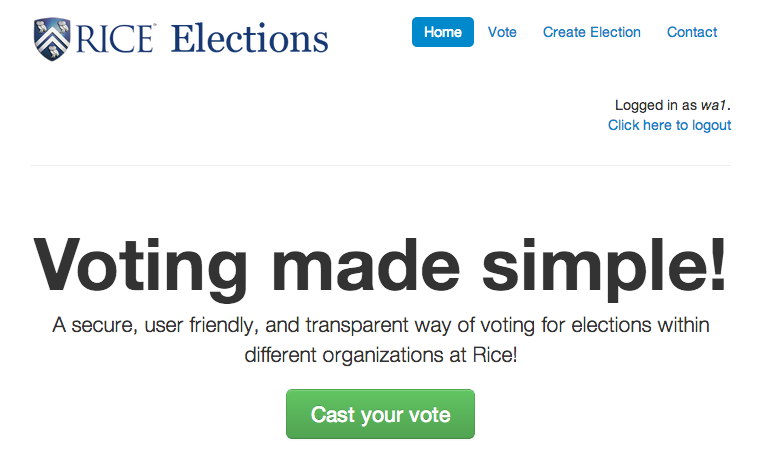 RICE Elections
Home Vote Create Election Contact
Logged in as wa1.
Click here to logout
Voting made simple!
A secure, user friendly, and transparent way of voting for elections within
different organizations at Rice!
Cast your vote